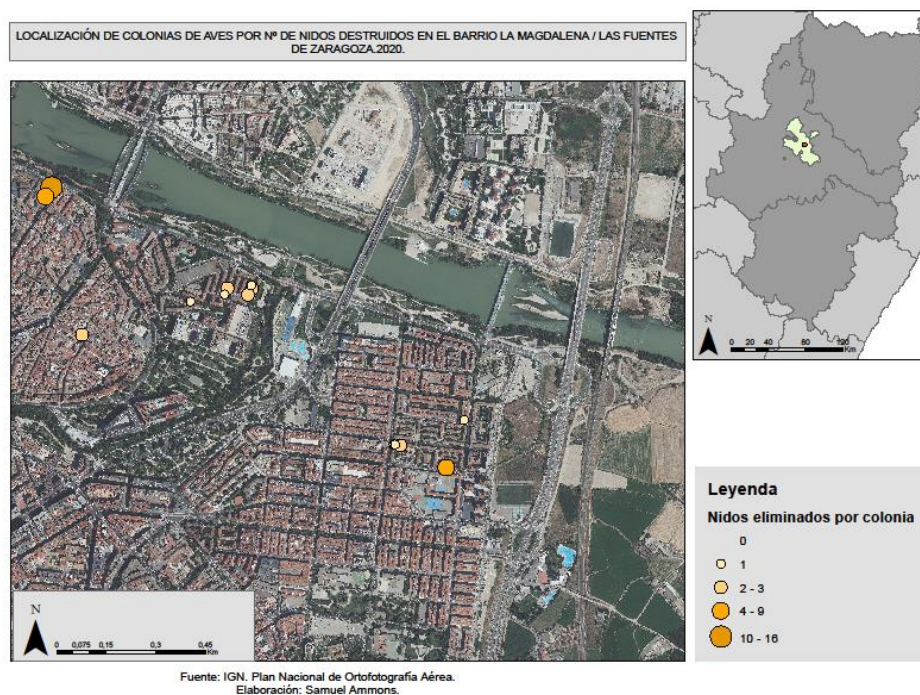 LOCALIZACIÓN DE COLONIAS DE AVES POR Nº DE NIDOS DESTRUIDOS EN EL BARRIO LA MAGDALENA / LAS FUENTES
DE ZARAGOZA.2020.
N
0 20 40 60 80 120
Km
Leyenda
Nidos eliminados por colonia
0
1
2 - 3
4 - 9
10 - 16
N
0 0,075 0,15 0,3 0,45
Km
Fuente: IGN. Plan Nacional de Ortofotografía Aérea.
Elaboración: Samuel Ammons.